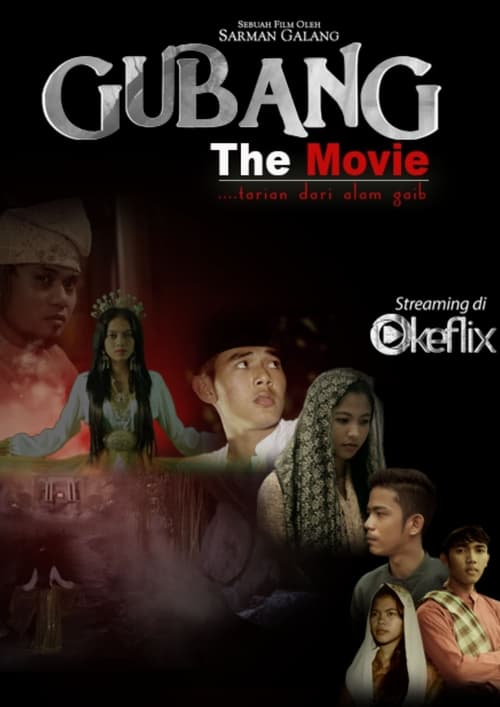 Sebuah Film Oleh
Sarman Galang
GUBANG
The Movie
....tarian dari alam gaib
Streaming di
Okeflix